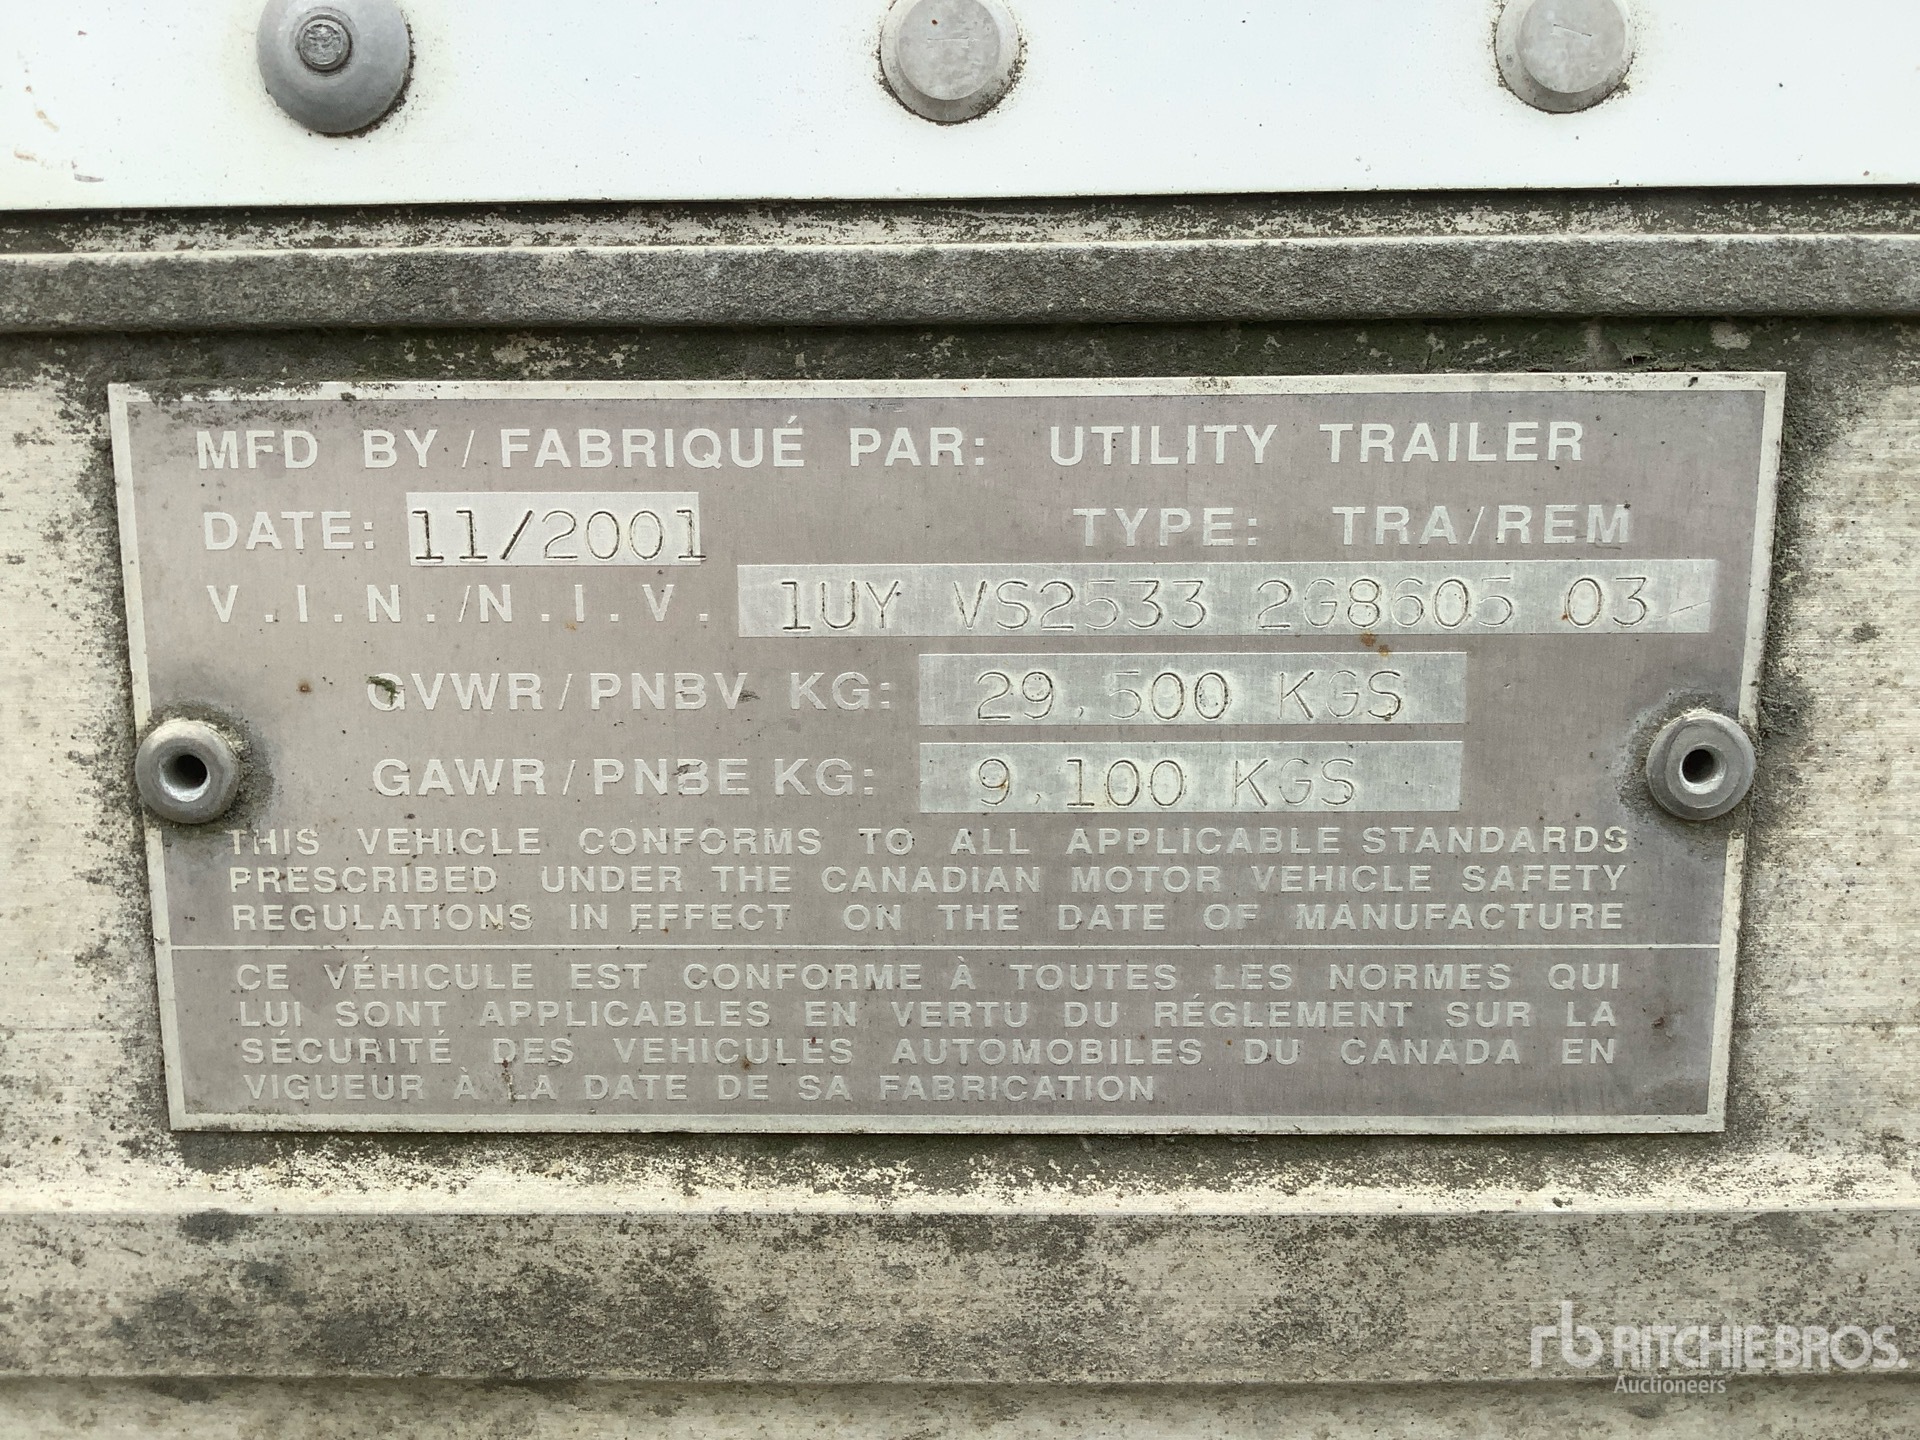 MFD BY / FABRIQUÉ PAR: UTILITY TRAILER
DATE: 11/2001 TYPE: TRA/REM
V.I.N./N.I.V. 1UY VS2533 2G8605 03
GVWR/PNBV KG: 29,500 KGS
GAWR/PNBE KG: 9,100 KGS
THIS VEHICLE CONFORMS TO ALL APPLICABLE STANDARDS
PRESCRIBED UNDER THE CANADIAN MOTOR VEHICLE SAFETY
REGULATIONS IN EFFECT ON THE DATE OF MANUFACTURE
CE VÉHICULE EST CONFORME À TOUTES LES NORMES QUI
LUI SONT APPLICABLES EN VERTU DU RÉGLEMENT SUR LA
SÉCURITÉ DES VEHICULES AUTOMOBILES DU CANADA EN
VIGUEUR À LA DATE DE SA FABRICATION
rb RITCHIE BROS.
Auctioneers